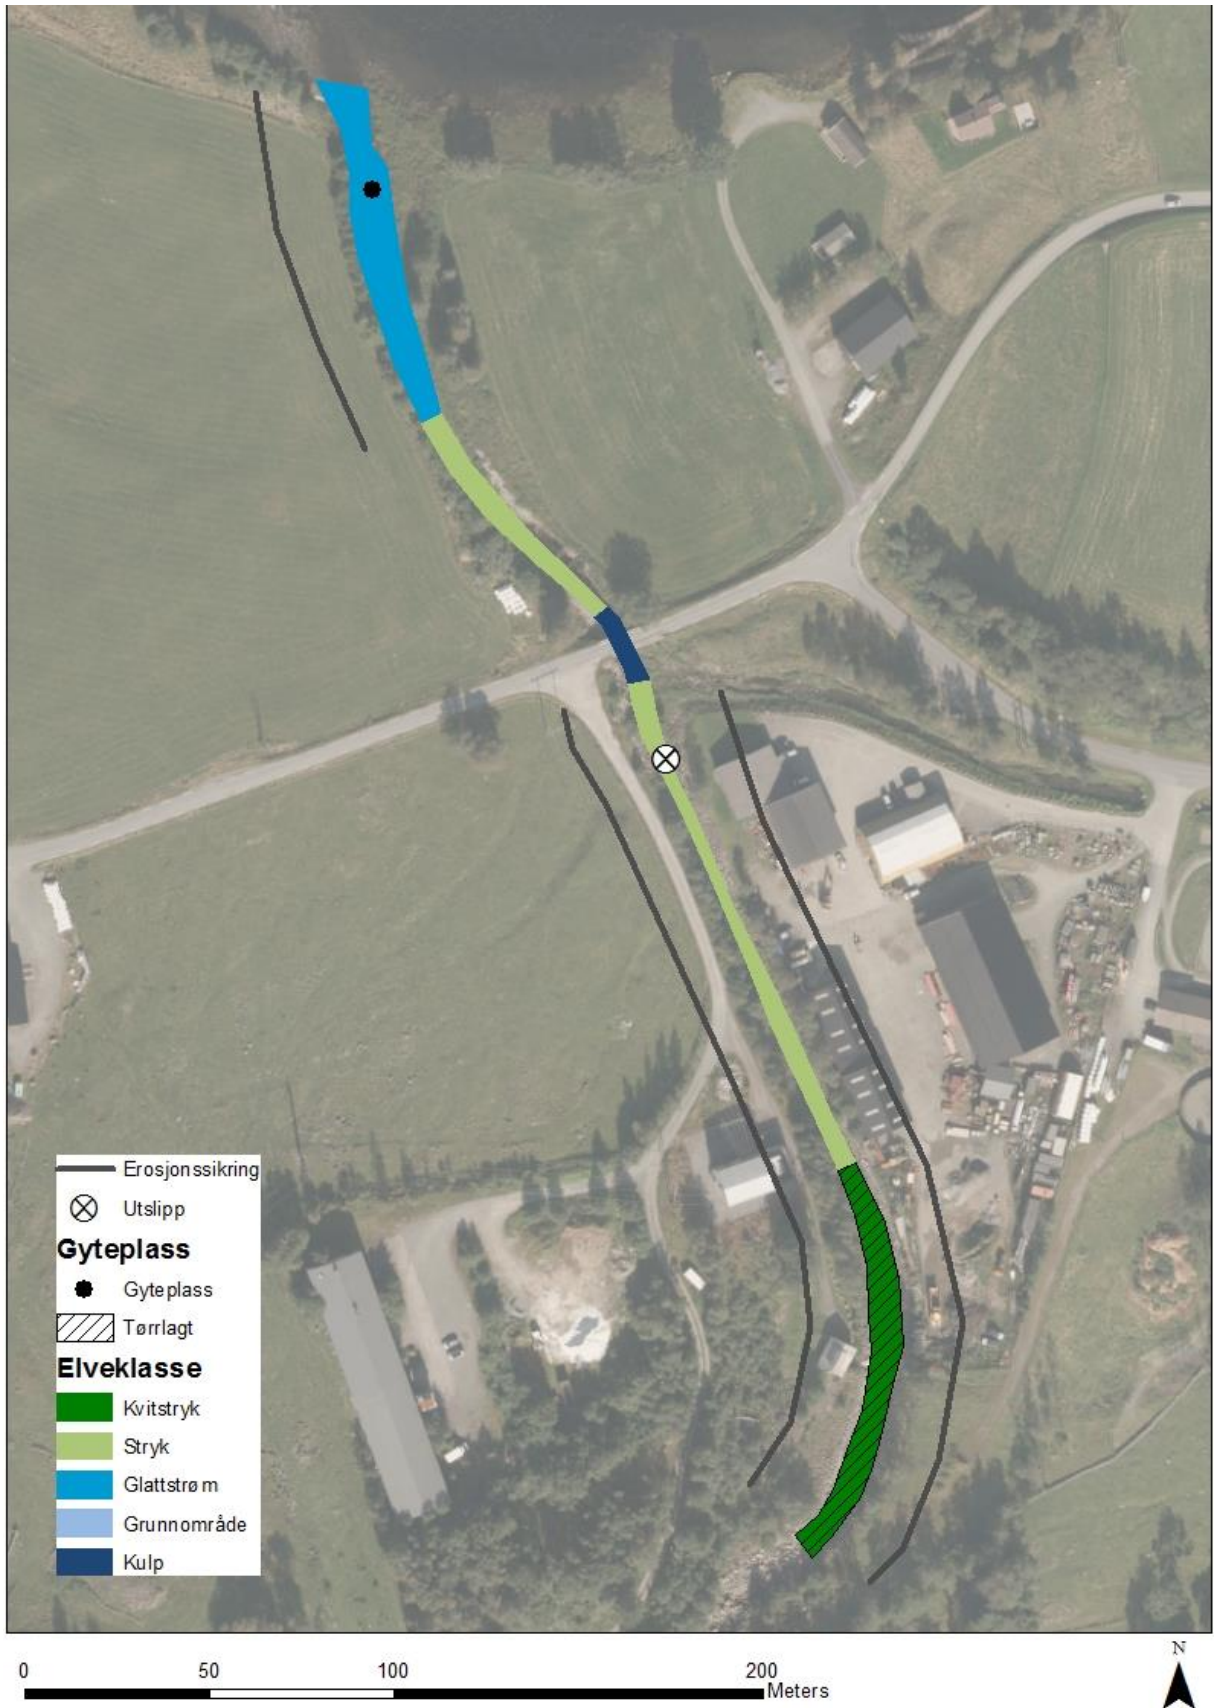 Erosjonssikring
Utslipp
Gyteplass
Gyteplass
Tørrlagt
Elveklasse
Kvitstryk
Stryk
Glattstrøm
Grunnområde
Kulp
0 50 100 200
Meters
N